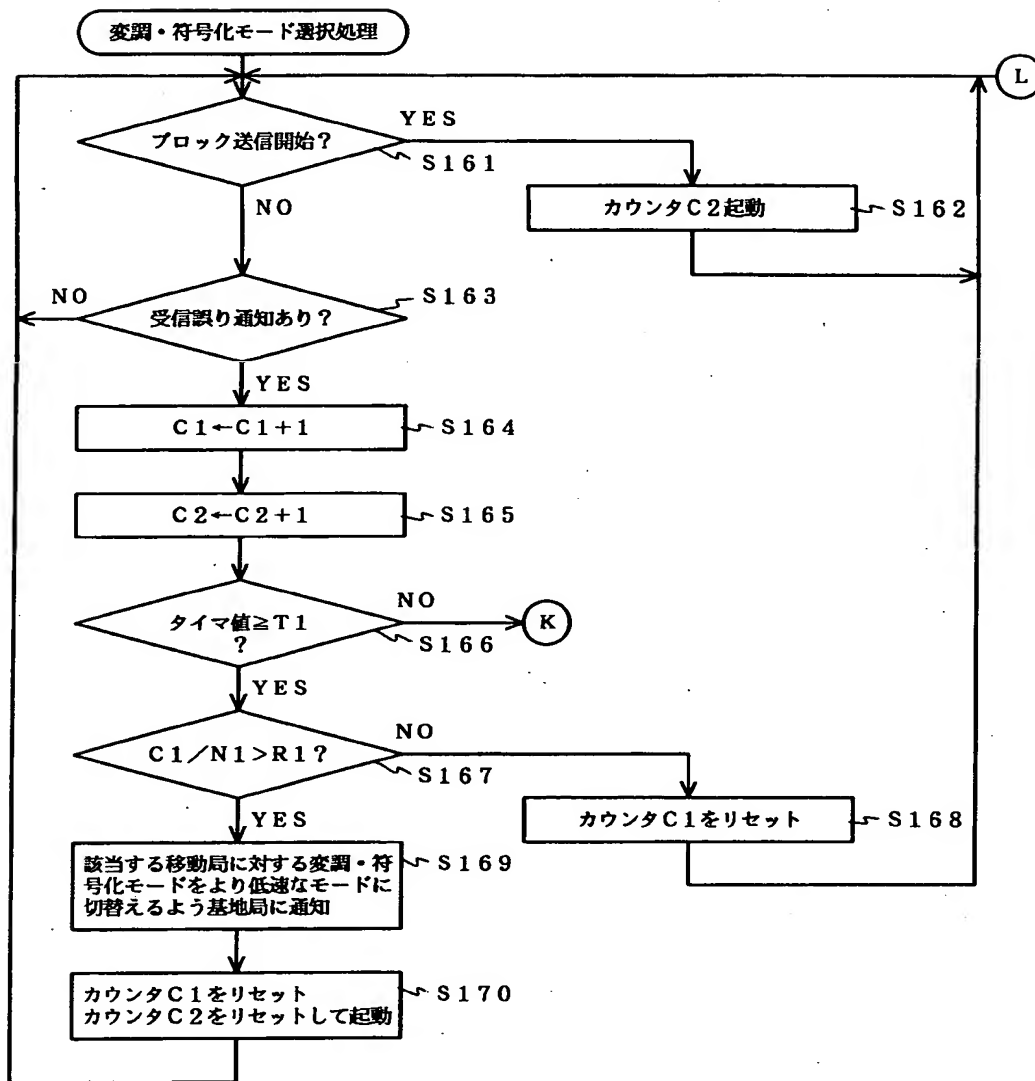 変調・符号化モード選択処理
L
ブロック送信開始?
YES
S161
NO
カウンタC2起動
S162
受信誤り通知あり?
NO
S163
YES
C1←C1+1
S164
C2←C2+1
S165
タイマ値≧T1
?
NO
S166
K
YES
C1/N1>R1?
NO
S167
YES
カウンタC1をリセット
S168
該当する移動局に対する変調・符
号化モードをより低速なモードに
切替えるよう基地局に通知
S169
カウンタC1をリセット
カウンタC2をリセットして起動
S170